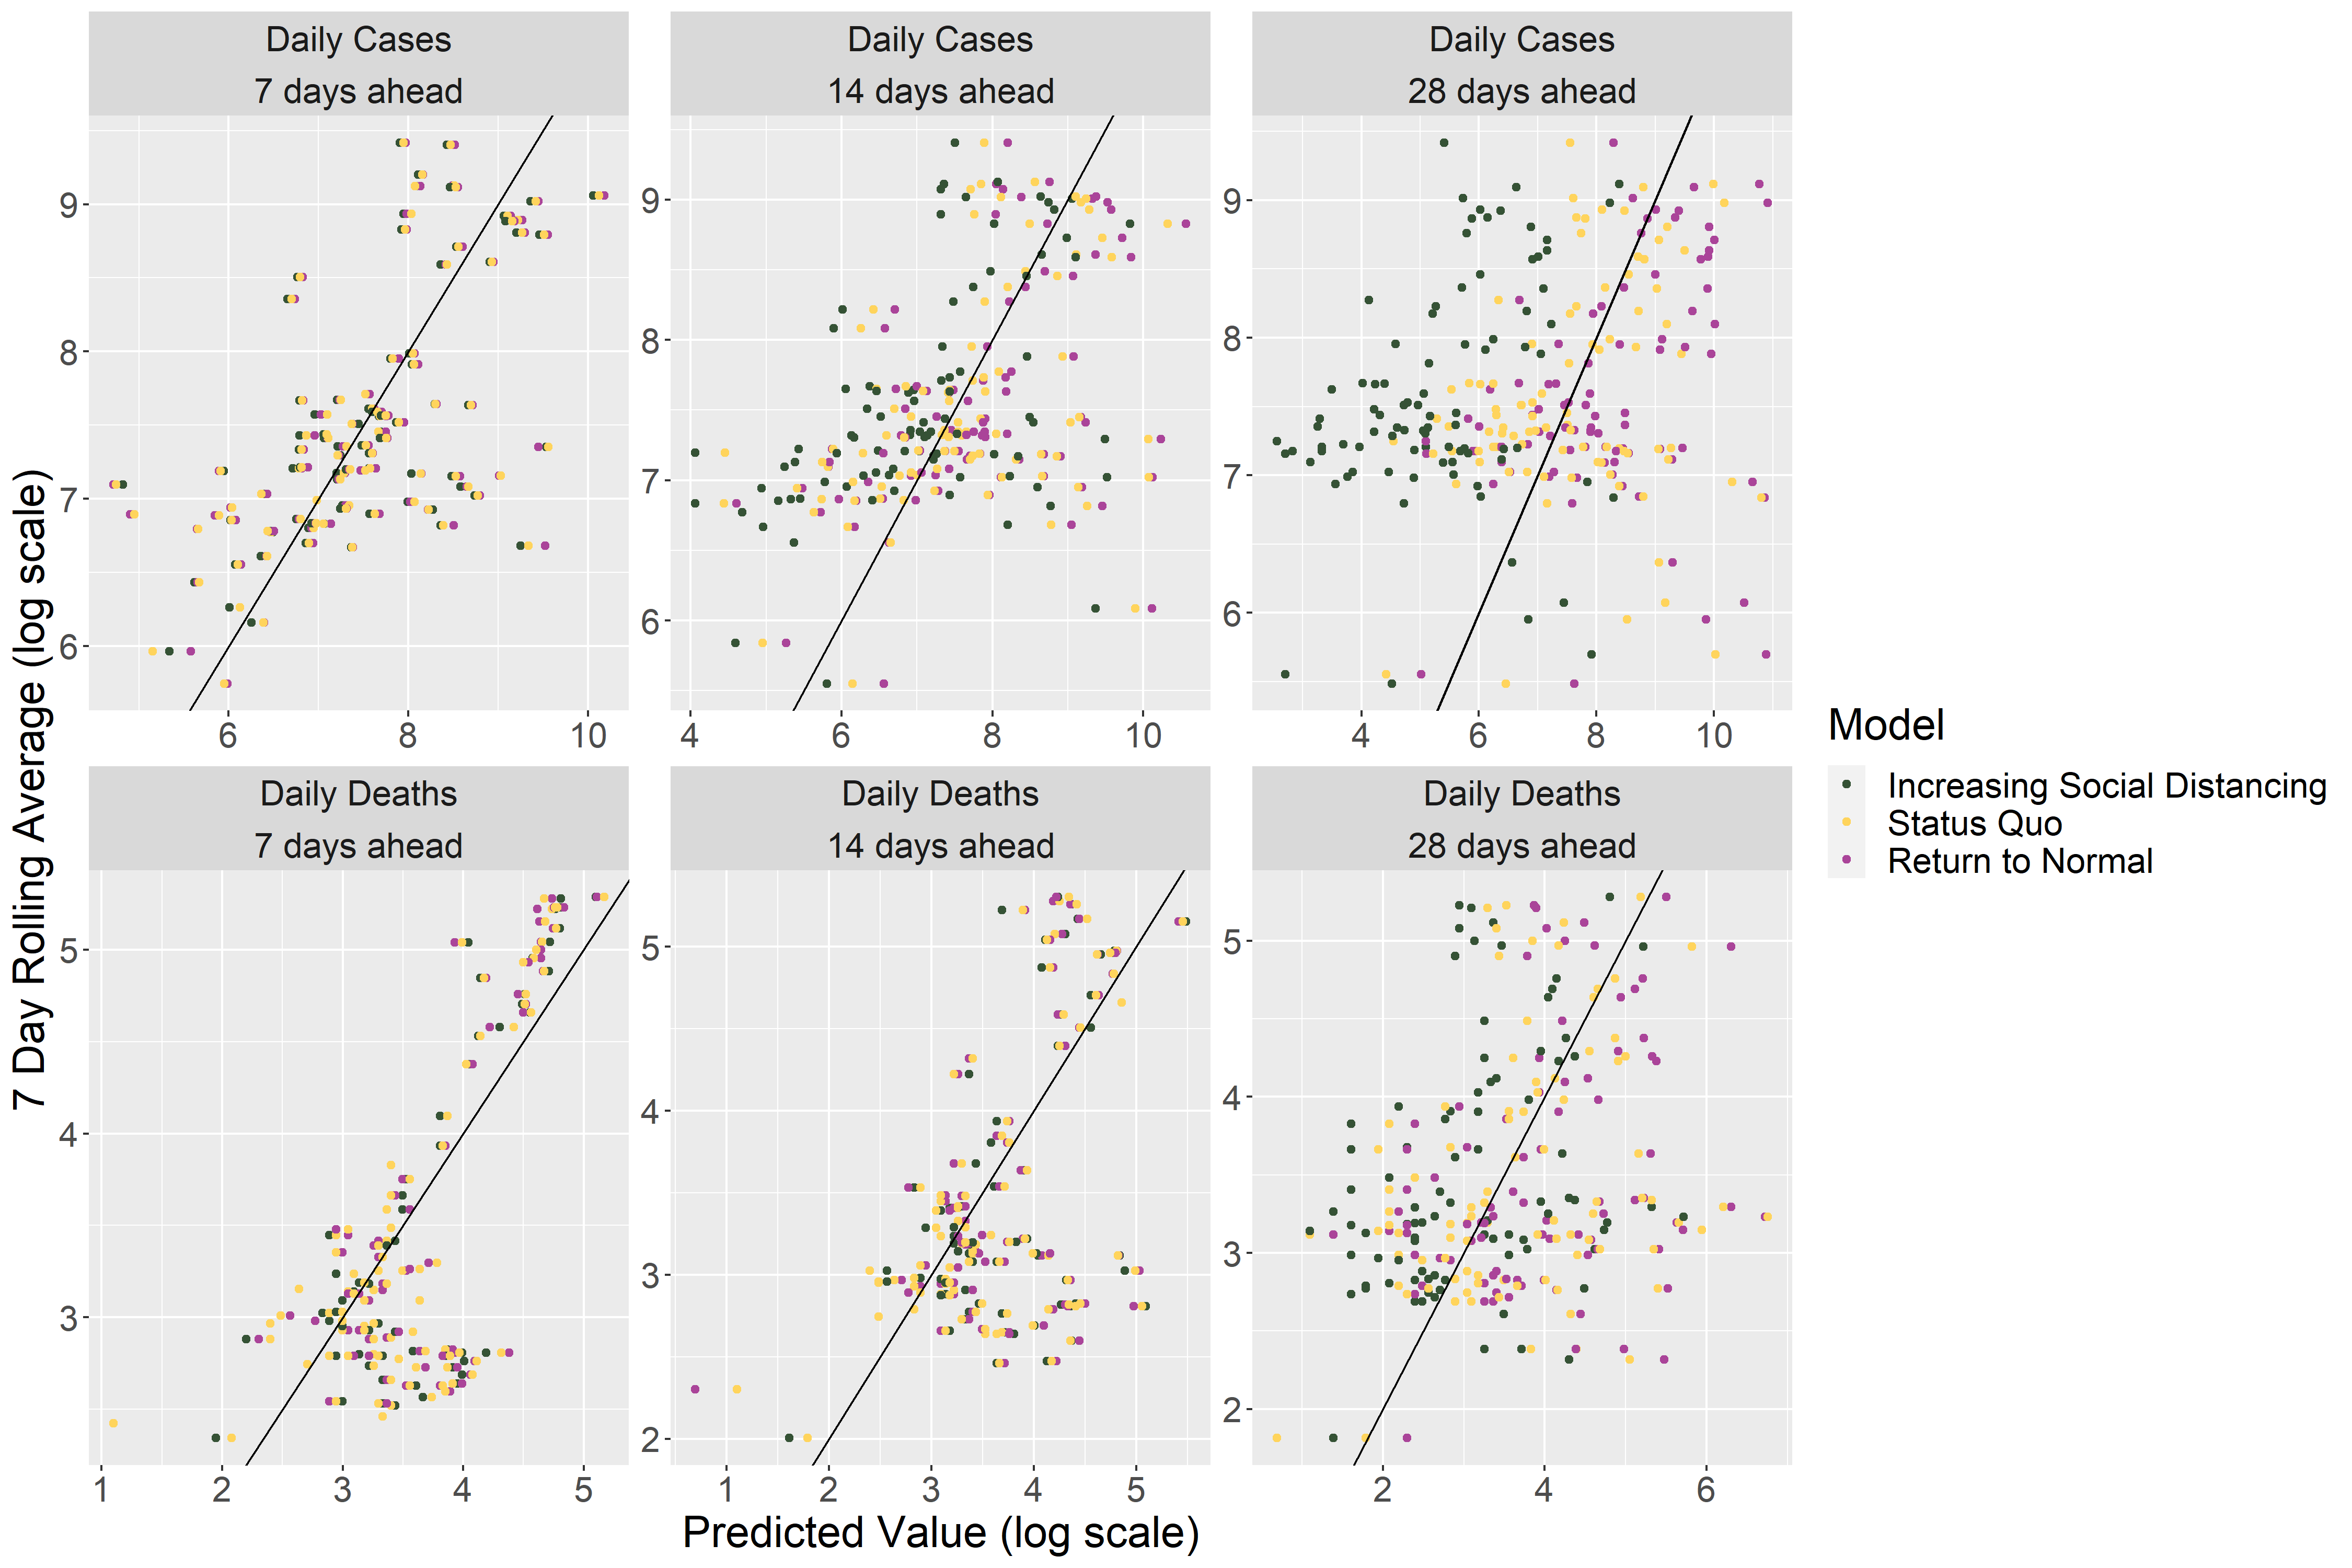 Daily Cases
7 days ahead
Daily Cases
14 days ahead
Daily Cases
28 days ahead
9
8
7
6
6
8
10
9
8
7
6
4
6
8
10
9
8
7
6
4
6
8
10
Daily Deaths
7 days ahead
Daily Deaths
14 days ahead
Daily Deaths
28 days ahead
5
4
3
1
2
3
4
5
5
4
3
2
1
2
3
4
5
5
4
3
2
2
4
6
7 Day Rolling Average (log scale)
Predicted Value (log scale)
Model
Increasing Social Distancing
Status Quo
Return to Normal